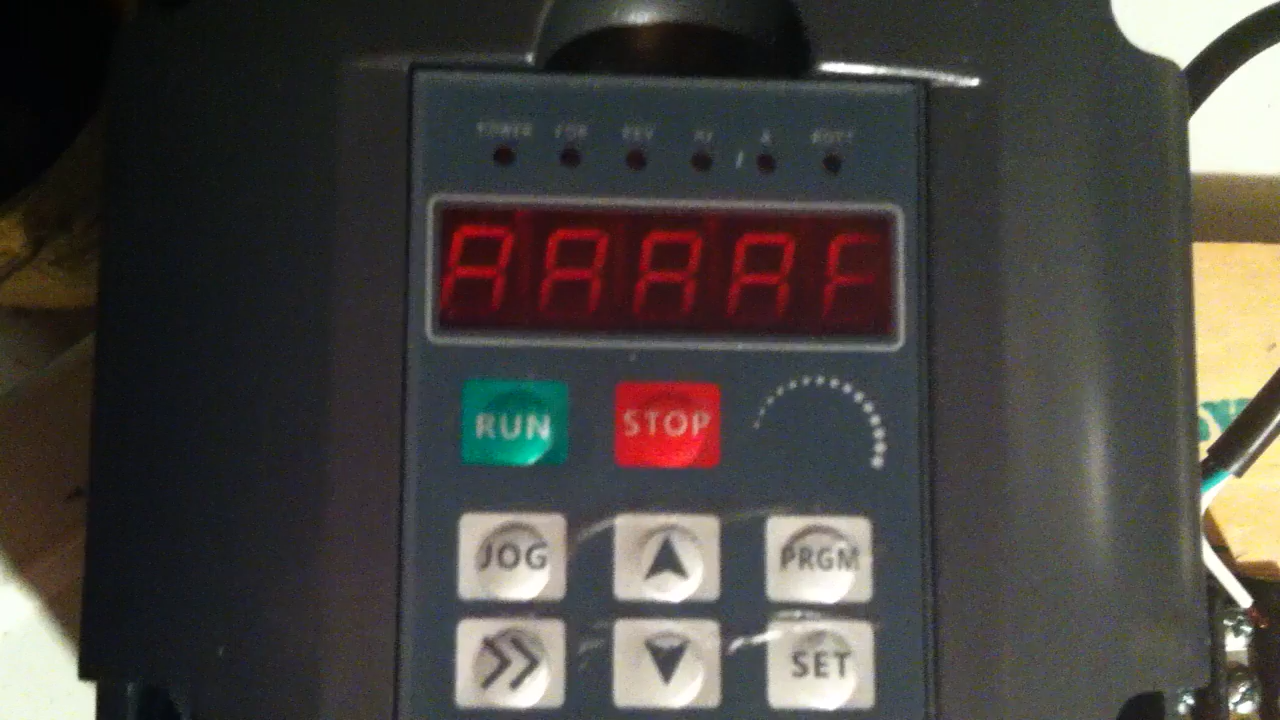 POWER FOR REV HZ / A ROTT
AAAAF
RUN STOP
JOG PRGM
SET